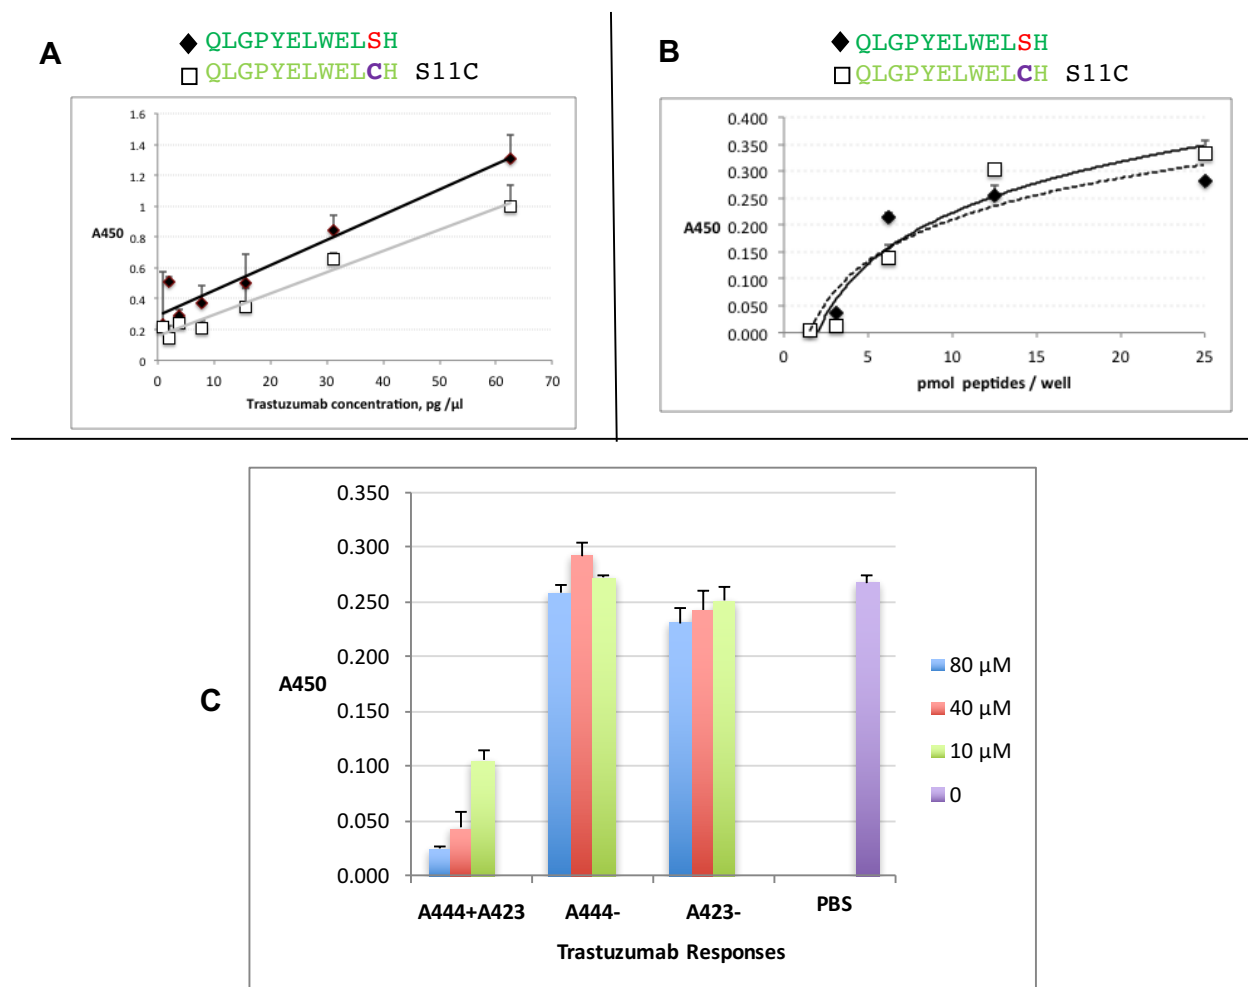 A
QLGPYELWELSH
QLGPYELWELCH S11C
1.6
1.4
1.2
1
0.8
0.6
0.4
0.2
0
A450
0 10 20 30 40 50 60 70
Trastuzumab concentration, pg /µl
B
QLGPYELWELSH
QLGPYELWELCH S11C
0.400
0.350
0.300
0.250
0.200
0.150
0.100
0.050
0.000
A450
0 5 10 15 20 25
pmol peptides / well
C
0.350
0.300
0.250
0.200
0.150
0.100
0.050
0.000
A450
A444+A423 A444- A423- PBS
Trastuzumab Responses
80 µM
40 µM
10 µM
0